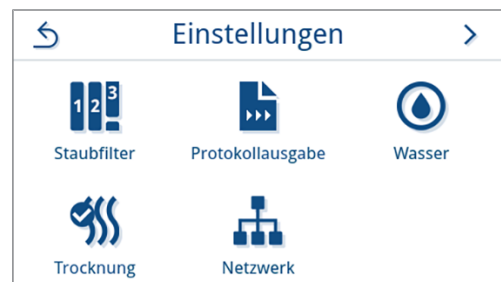 Einstellungen
1 2 3
Staubfilter Protokollausgabe Wasser
Trocknung Netzwerk